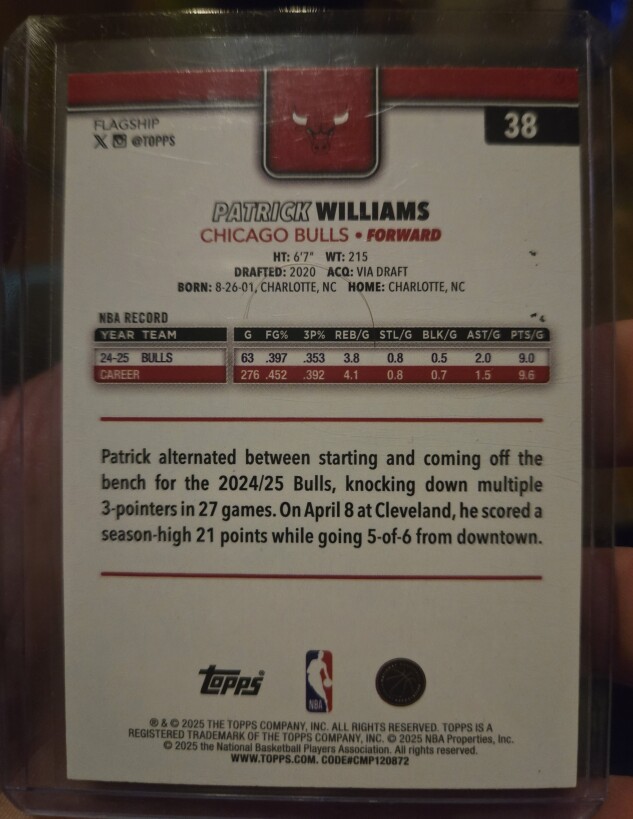 FLAGSHIP
38
X @TOPPS
PATRICK WILLIAMS
CHICAGO BULLS • FORWARD
HT: 6'7" WT: 215
DRAFTED: 2020 ACQ: VIA DRAFT
BORN: 8-26-01, CHARLOTTE, NC HOME: CHARLOTTE, NC
NBA RECORD
YEAR TEAM G FG% 3P% REB/G STL/G BLK/G AST/G PTS/G
24-25 BULLS 63 .397 .353 3.8 0.8 0.5 2.0 9.0
CAREER 276 .452 .392 4.1 0.8 0.7 1.5 9.6
Patrick alternated between starting and coming off the
bench for the 2024/25 Bulls, knocking down multiple
3-pointers in 27 games. On April 8 at Cleveland, he scored a
season-high 21 points while going 5-of-6 from downtown.
topps®
NBA
® & © 2025 THE TOPPS COMPANY, INC. ALL RIGHTS RESERVED. TOPPS IS A
REGISTERED TRADEMARK OF THE TOPPS COMPANY, INC. © 2025 NBA Properties, Inc.
© 2025 the National Basketball Players Association. All rights reserved.
WWW.TOPPS.COM. CODE#CMP120872